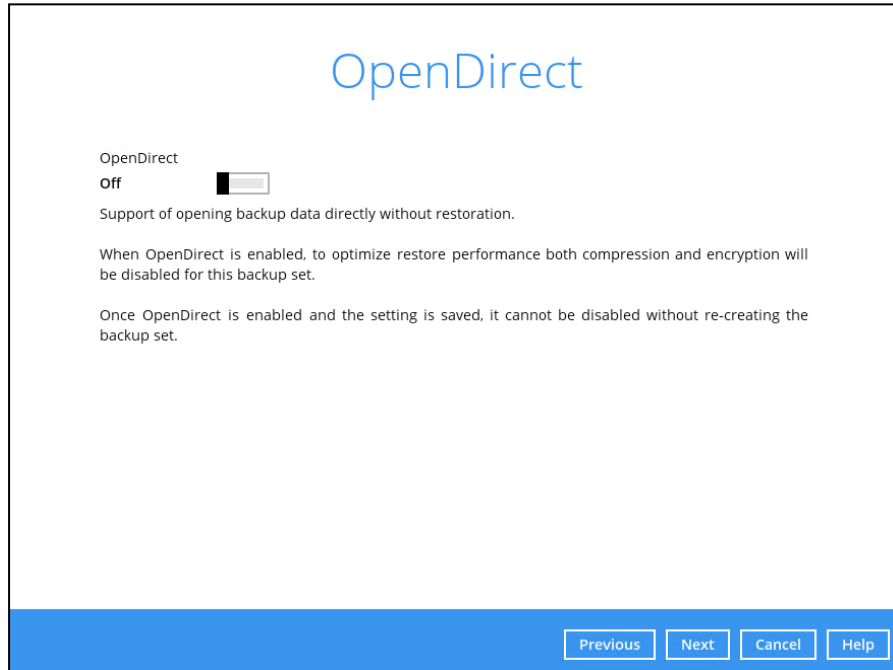 OpenDirect
OpenDirect
Off
Support of opening backup data directly without restoration.
When OpenDirect is enabled, to optimize restore performance both compression and encryption will
be disabled for this backup set.
Once OpenDirect is enabled and the setting is saved, it cannot be disabled without re-creating the
backup set.
Previous Next Cancel Help